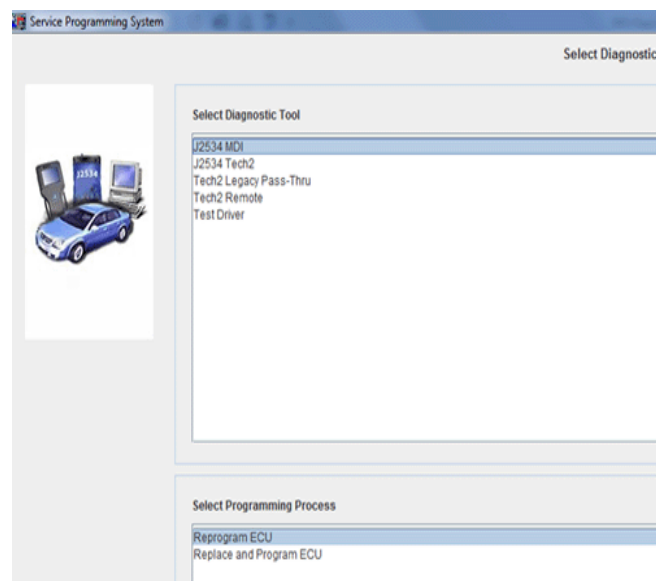 Service Programming System
Select Diagnostic
Select Diagnostic Tool
J2534
J2534 MDI
J2534 Tech2
Tech2 Legacy Pass-Thru
Tech2 Remote
Test Driver
Select Programming Process
Reprogram ECU
Replace and Program ECU